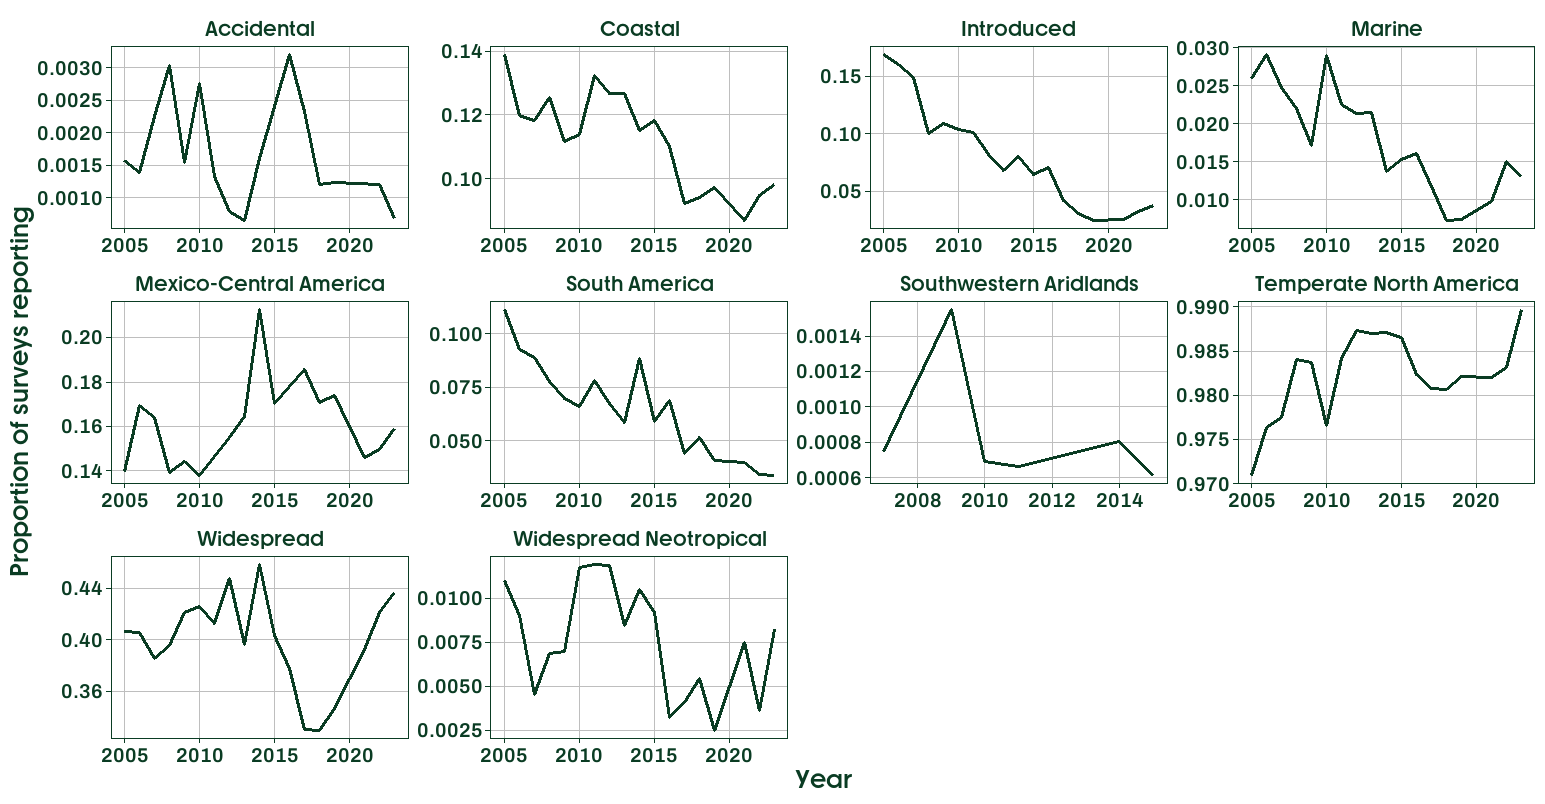 Accidental
Coastal
Introduced
Marine
0.0030
0.0025
0.0020
0.0015
0.0010
0.14
0.12
0.10
0.15
0.10
0.05
0.030
0.025
0.020
0.015
0.010
2005 2010 2015 2020
2005 2010 2015 2020
2005 2010 2015 2020
2005 2010 2015 2020
Proportion of surveys reporting
Mexico-Central America
South America
Southwestern Aridlands
Temperate North America
0.20
0.18
0.16
0.14
0.100
0.075
0.050
0.0014
0.0012
0.0010
0.0008
0.0006
0.990
0.985
0.980
0.975
0.970
2005 2010 2015 2020
2005 2010 2015 2020
2008 2010 2012 2014
2005 2010 2015 2020
Widespread
Widespread Neotropical
0.44
0.40
0.36
0.0100
0.0075
0.0050
0.0025
2005 2010 2015 2020
2005 2010 2015 2020
Year